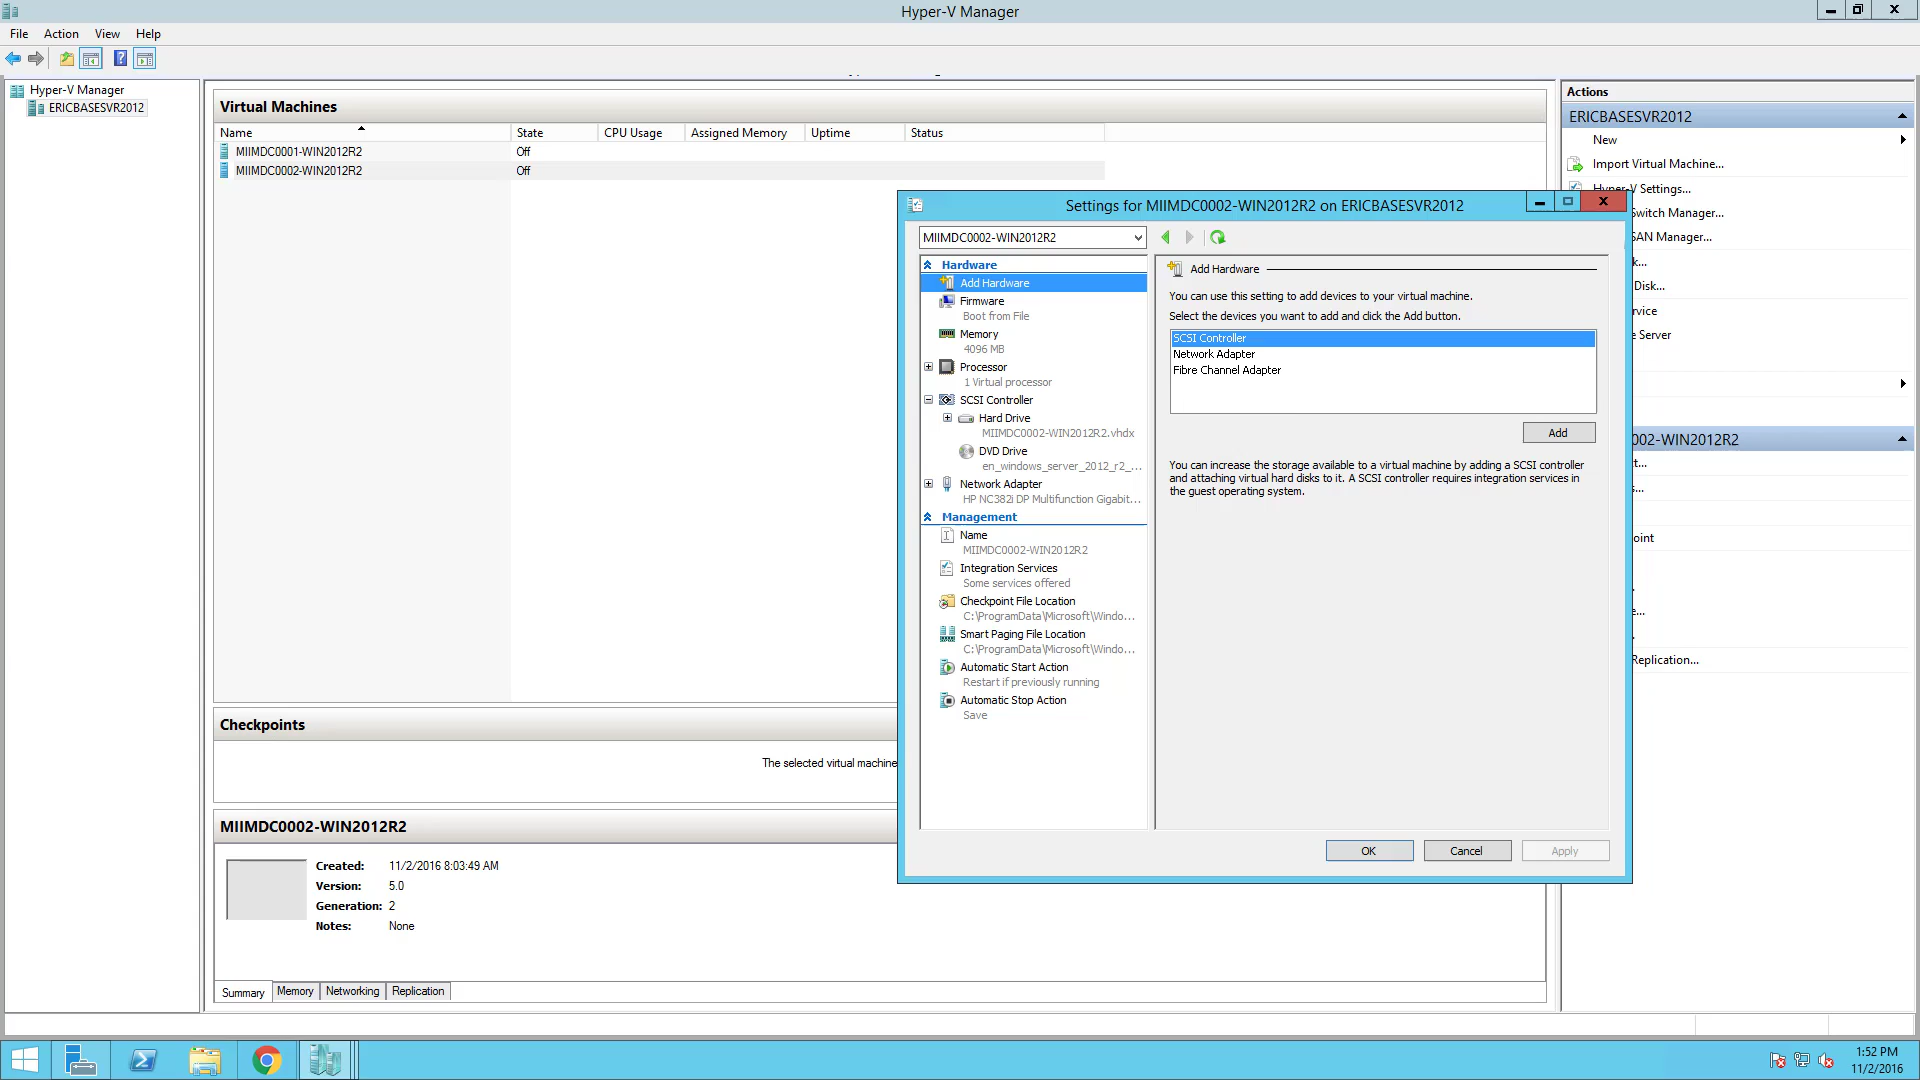 Hyper-V Manager
File Action View Help
Hyper-V Manager
ERICBASESVR2012
Virtual Machines
Name State CPU Usage Assigned Memory Uptime Status
MIIMDC0001-WIN2012R2 Off
MIIMDC0002-WIN2012R2 Off
Checkpoints
The selected virtual machine
MIIMDC0002-WIN2012R2
Created: 11/2/2016 8:03:49 AM
Version: 5.0
Generation: 2
Notes: None
Summary Memory Networking Replication
Settings for MIIMDC0002-WIN2012R2 on ERICBASESVR2012
MIIMDC0002-WIN2012R2
Hardware
Add Hardware
Firmware
Boot from File
Memory
4096 MB
Processor
1 Virtual processor
SCSI Controller
Hard Drive
MIIMDC0002-WIN2012R2.vhdx
DVD Drive
en_windows_server_2012_r2_...
Network Adapter
HP NC382i DP Multifunction Gigabit...
Management
Name
MIIMDC0002-WIN2012R2
Integration Services
Some services offered
Checkpoint File Location
C:\ProgramData\Microsoft\Windo...
Smart Paging File Location
C:\ProgramData\Microsoft\Windo...
Automatic Start Action
Restart if previously running
Automatic Stop Action
Save
Add Hardware
You can use this setting to add devices to your virtual machine.
Select the devices you want to add and click the Add button.
SCSI Controller
Network Adapter
Fibre Channel Adapter
Add
You can increase the storage available to a virtual machine by adding a SCSI controller
and attaching virtual hard disks to it. A SCSI controller requires integration services in
the guest operating system.
OK Cancel Apply
Actions
ERICBASESVR2012
New
Import Virtual Machine...
Hyper-V Settings...
Switch Manager...
SAN Manager...
k...
Disk...
rvice
e Server
002-WIN2012R2
t...
s...
oint
e...
Replication...
1:52 PM
11/2/2016